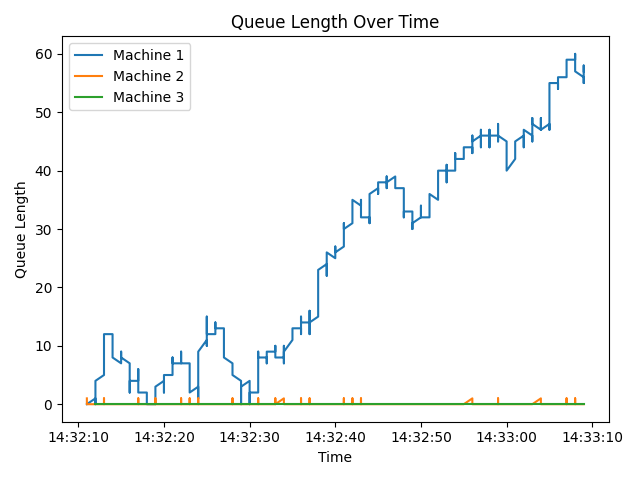 Queue Length Over Time
Machine 1
Machine 2
Machine 3
Queue Length
60
50
40
30
20
10
0
14:32:10 14:32:20 14:32:30 14:32:40 14:32:50 14:33:00 14:33:10
Time